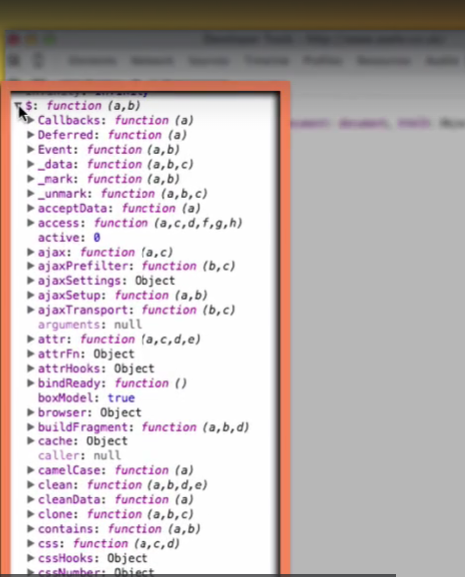 $: function (a,b)
Callbacks: function (a)
Deferred: function (a)
Event: function (a,b)
_data: function (a,b,c)
_mark: function (a,b)
_unmark: function (a,b,c)
acceptData: function (a)
access: function (a,c,d,f,g,h)
active: 0
ajax: function (a,c)
ajaxPrefilter: function (b,c)
ajaxSettings: Object
ajaxSetup: function (a,b)
ajaxTransport: function (b,c)
arguments: null
attr: function (a,c,d,e)
attrFn: Object
attrHooks: Object
bindReady: function ()
boxModel: true
browser: Object
buildFragment: function (a,b,d)
cache: Object
caller: null
camelCase: function (a)
clean: function (a,b,d,e)
cleanData: function (a)
clone: function (a,b,c)
contains: function (a,b)
css: function (a,c,d)
cssHooks: Object
cssNumber: Object